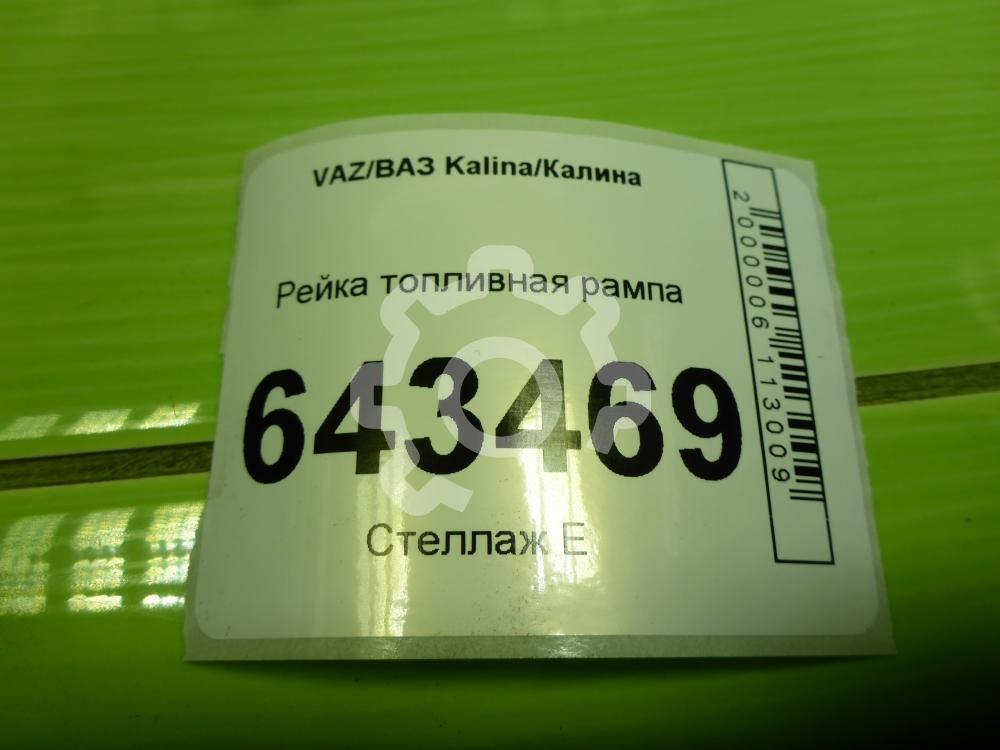 VAZ/ВАЗ Kalina/Калина
Рейка топливная рампа
643469
Стеллаж E
2000006113009